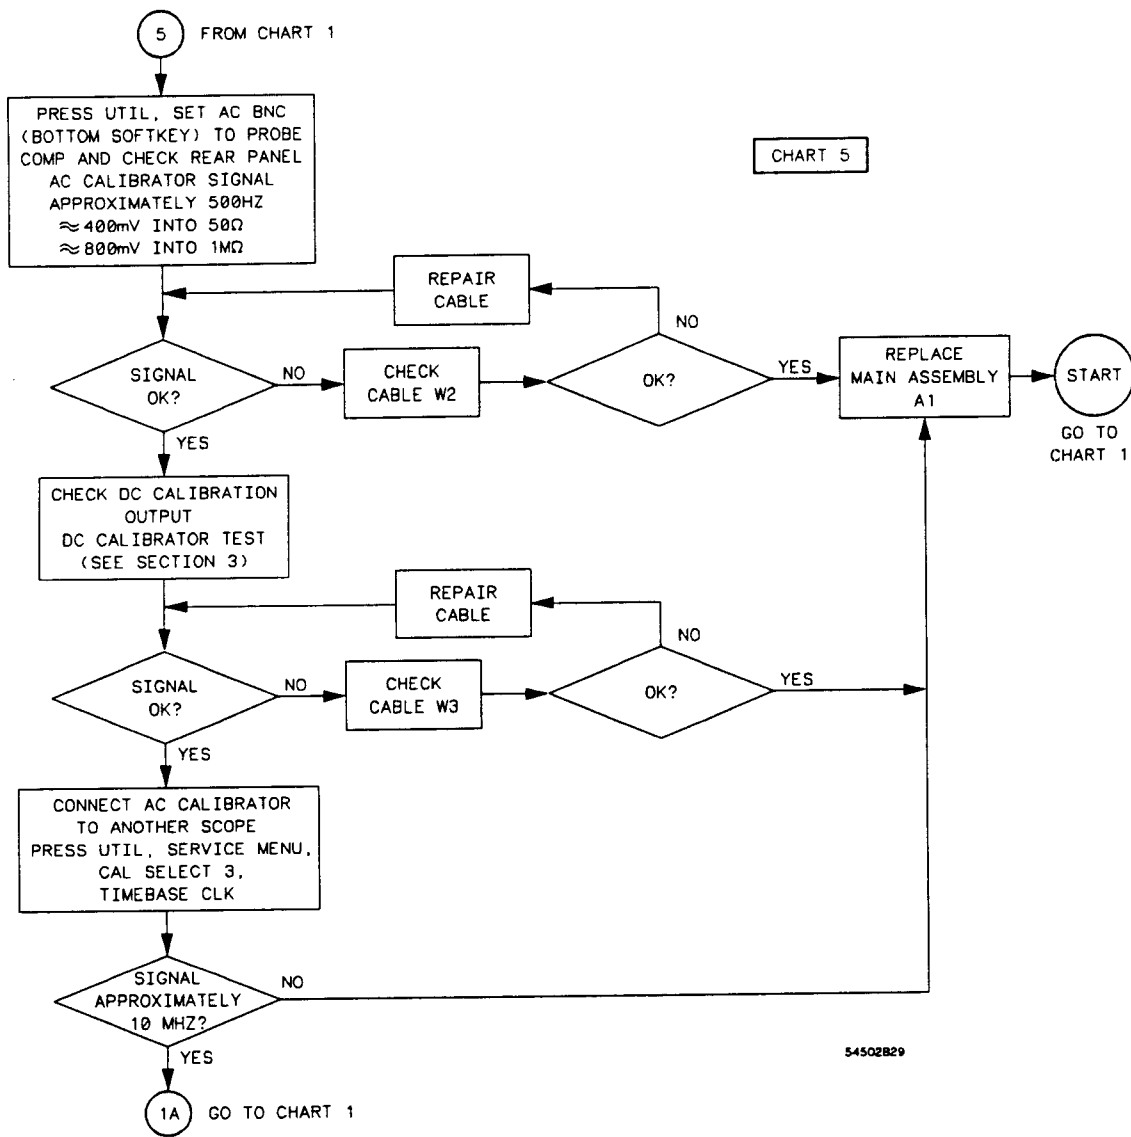 5 FROM CHART 1
PRESS UTIL, SET AC BNC
(BOTTOM SOFTKEY) TO PROBE
COMP AND CHECK REAR PANEL
AC CALIBRATOR SIGNAL
APPROXIMATELY 500HZ
≈400mV INTO 50Ω
≈800mV INTO 1MΩ
CHART 5
REPAIR
CABLE
SIGNAL
OK?
NO
CHECK
CABLE W2
OK?
NO
YES
REPLACE
MAIN ASSEMBLY
A1
START
GO TO
CHART 1
YES
CHECK DC CALIBRATION
OUTPUT
DC CALIBRATOR TEST
(SEE SECTION 3)
REPAIR
CABLE
SIGNAL
OK?
NO
CHECK
CABLE W3
OK?
NO
YES
YES
CONNECT AC CALIBRATOR
TO ANOTHER SCOPE
PRESS UTIL, SERVICE MENU,
CAL SELECT 3,
TIMEBASE CLK
SIGNAL
APPROXIMATELY
10 MHZ?
NO
YES
1A GO TO CHART 1
54502B29